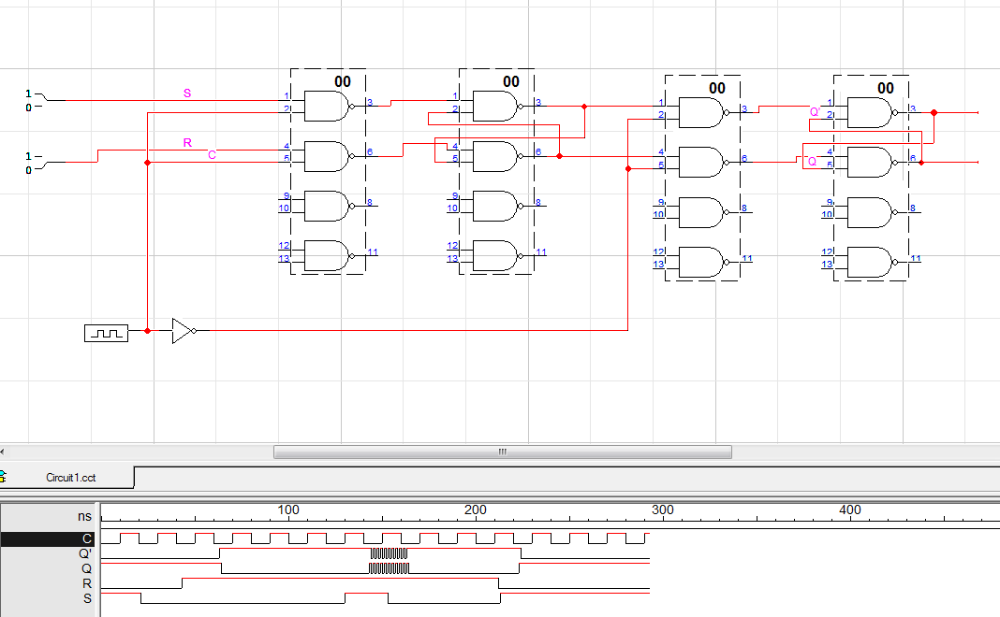 00 00 00 00
1 S 1 3 1 3 1 3 Q' 1 3
0 2 2 2 2
1 R 4 6 4 6 4 6 4 6
0 C 5 5 5 Q 5
9 8 9 8 9 8 9 8
10 10 10 10
12 11 12 11 12 11 12 11
13 13 13 13
Circuit1.cct
ns 100 200 300 400
C
Q'
Q
R
S